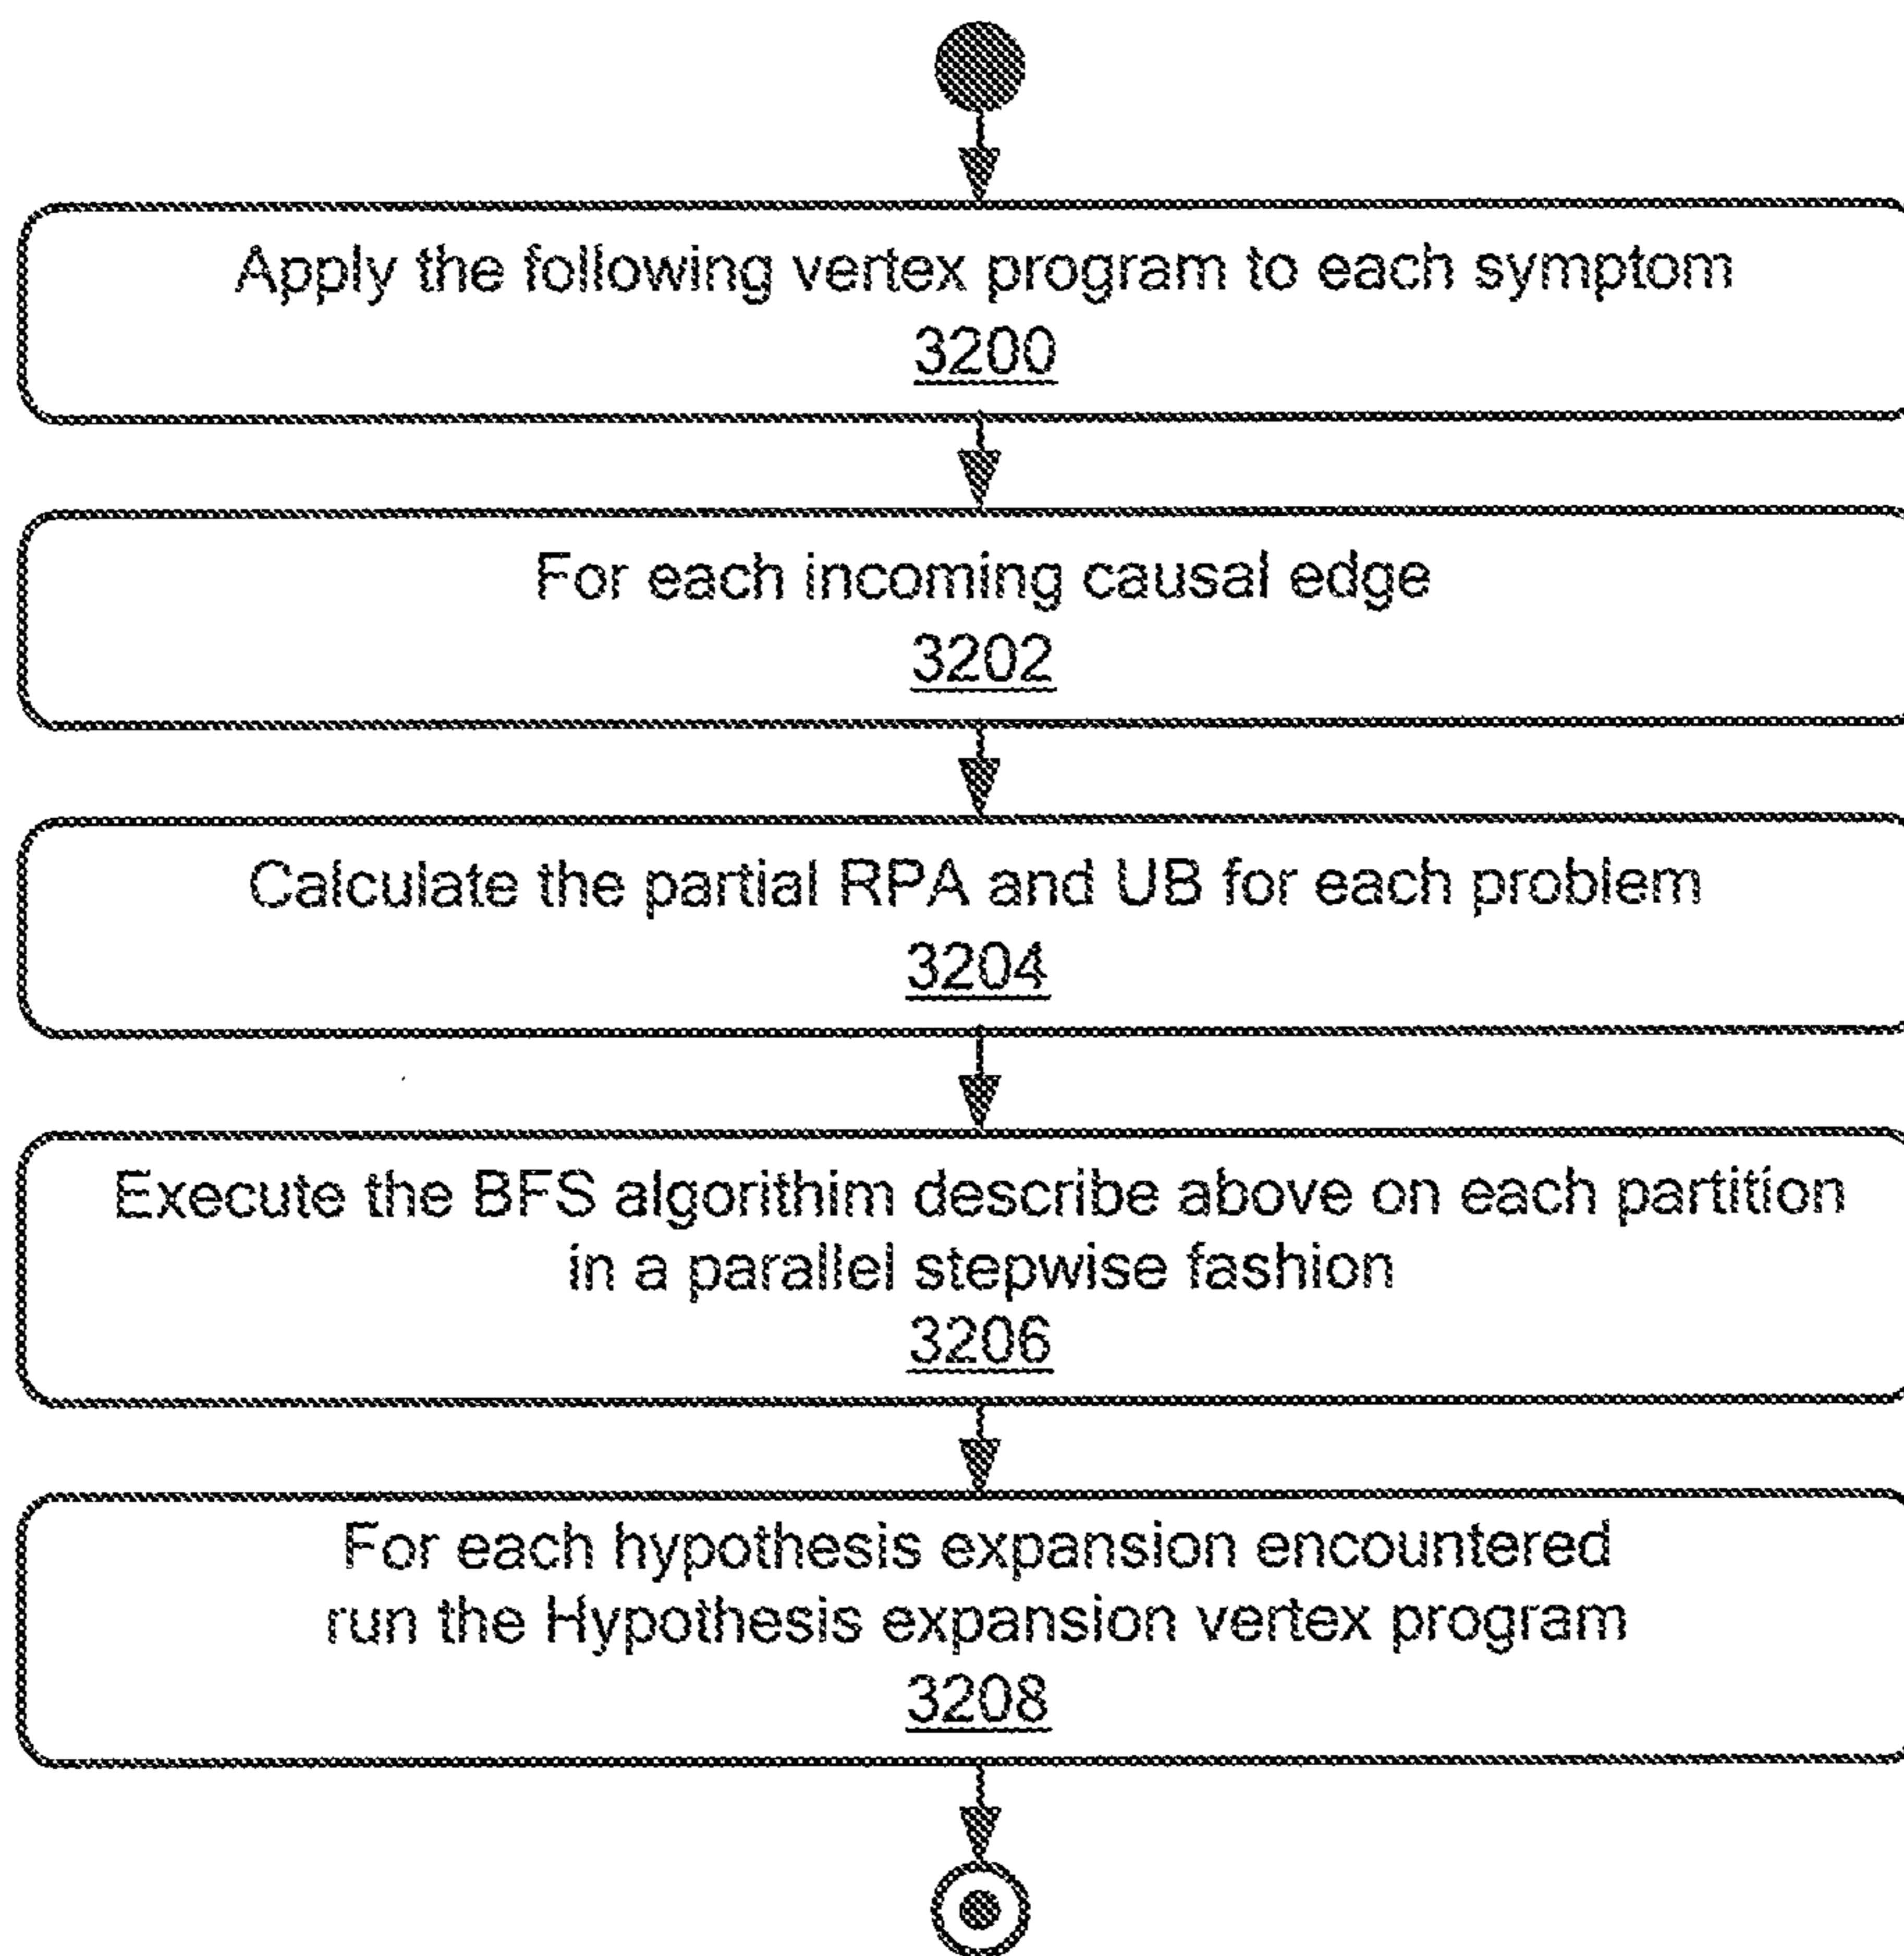 Apply the following vertex program to each symptom
3200
For each incoming causal edge
3202
Calculate the partial RPA and UB for each problem
3204
Execute the BFS algorithim describe above on each partition
in a parallel stepwise fashion
3206
For each hypothesis expansion encountered
run the Hypothesis expansion vertex program
3208